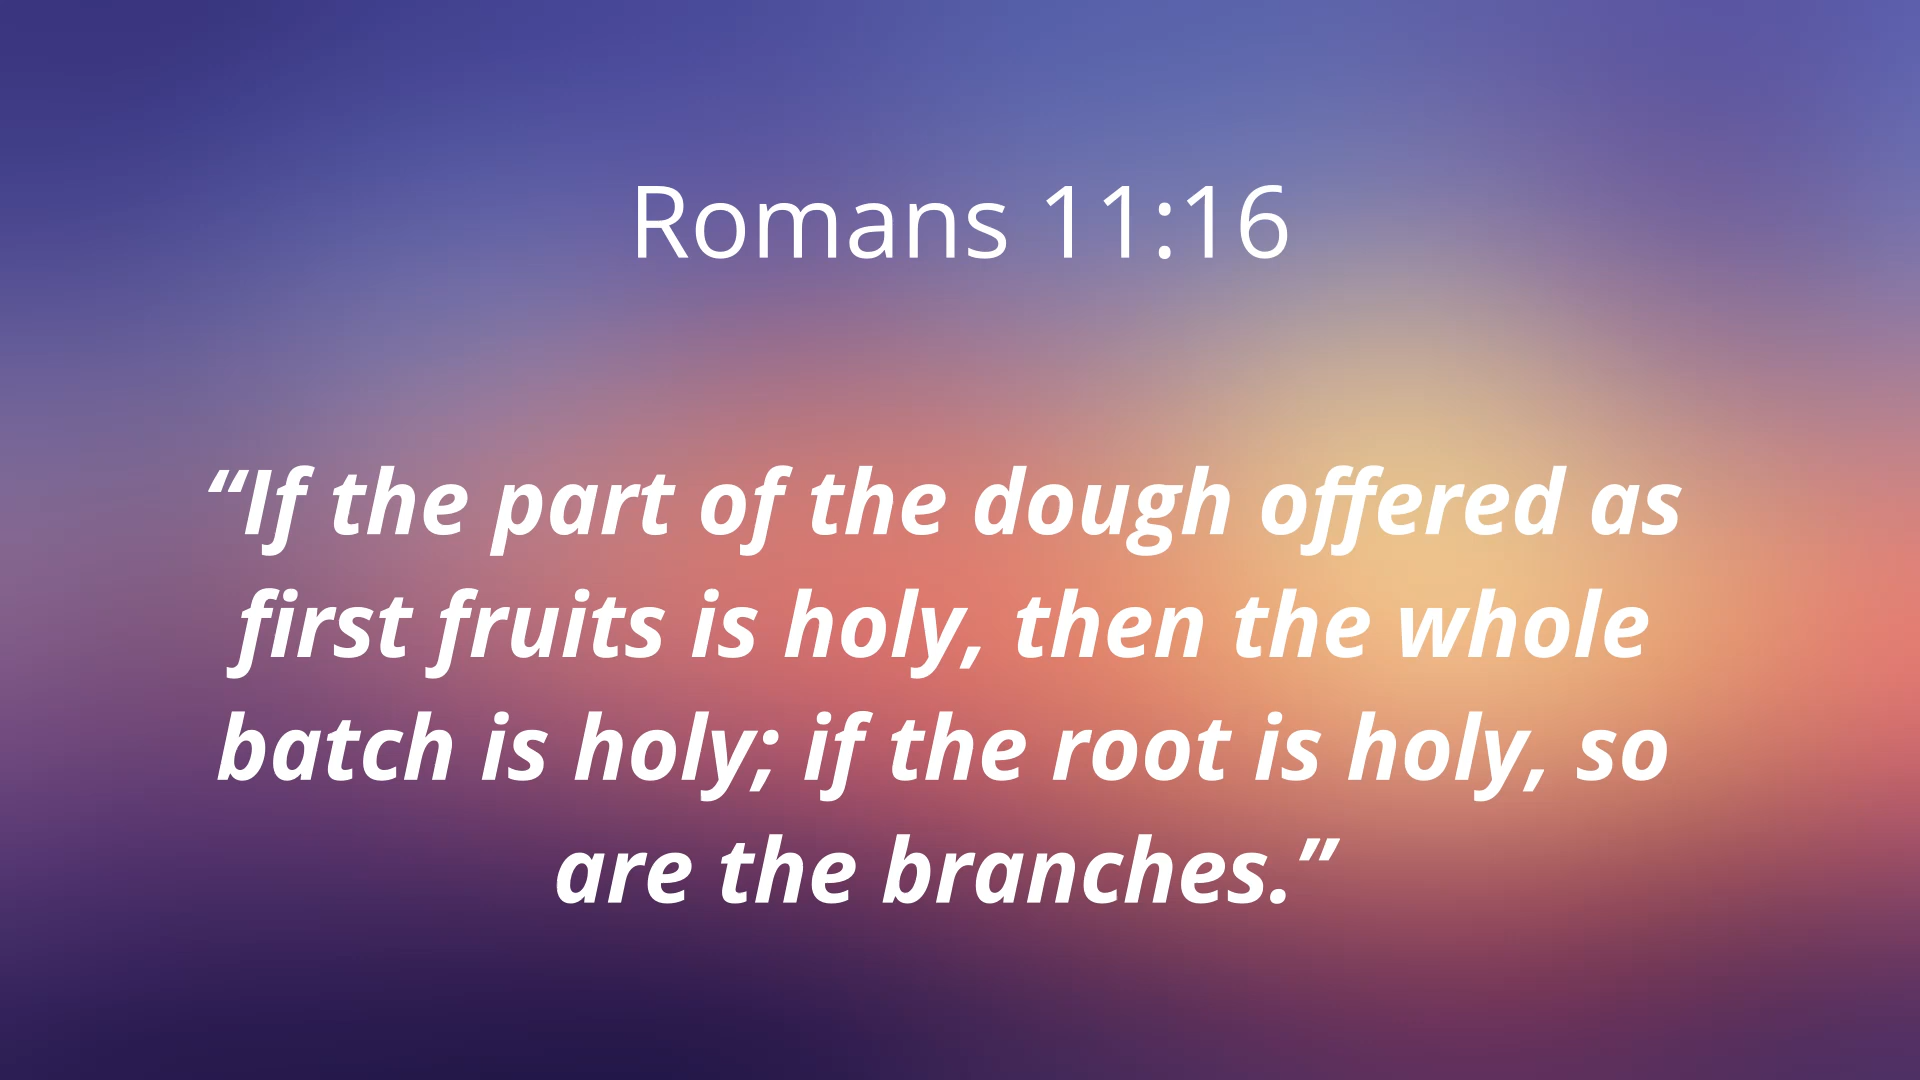 Romans 11:16
“If the part of the dough offered as
first fruits is holy, then the whole
batch is holy; if the root is holy, so
are the branches.”